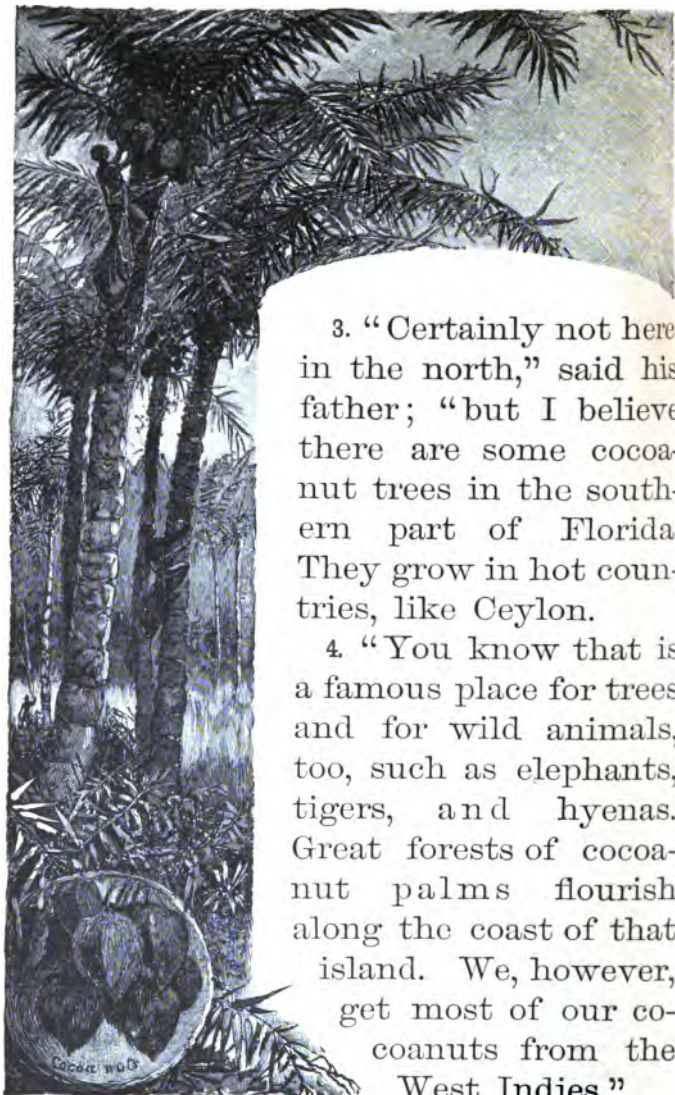 3. “Certainly not here
in the north,” said his
father; “but I believe
there are some cocoa-
nut trees in the south-
ern part of Florida
They grow in hot coun-
tries, like Ceylon.
4. “You know that is
a famous place for trees
and for wild animals,
too, such as elephants,
tigers, and hyenas.
Great forests of cocoa-
nut palms flourish
along the coast of that
island. We, however,
get most of our co-
coanuts from the
West Indies.”
Cocoa nuts